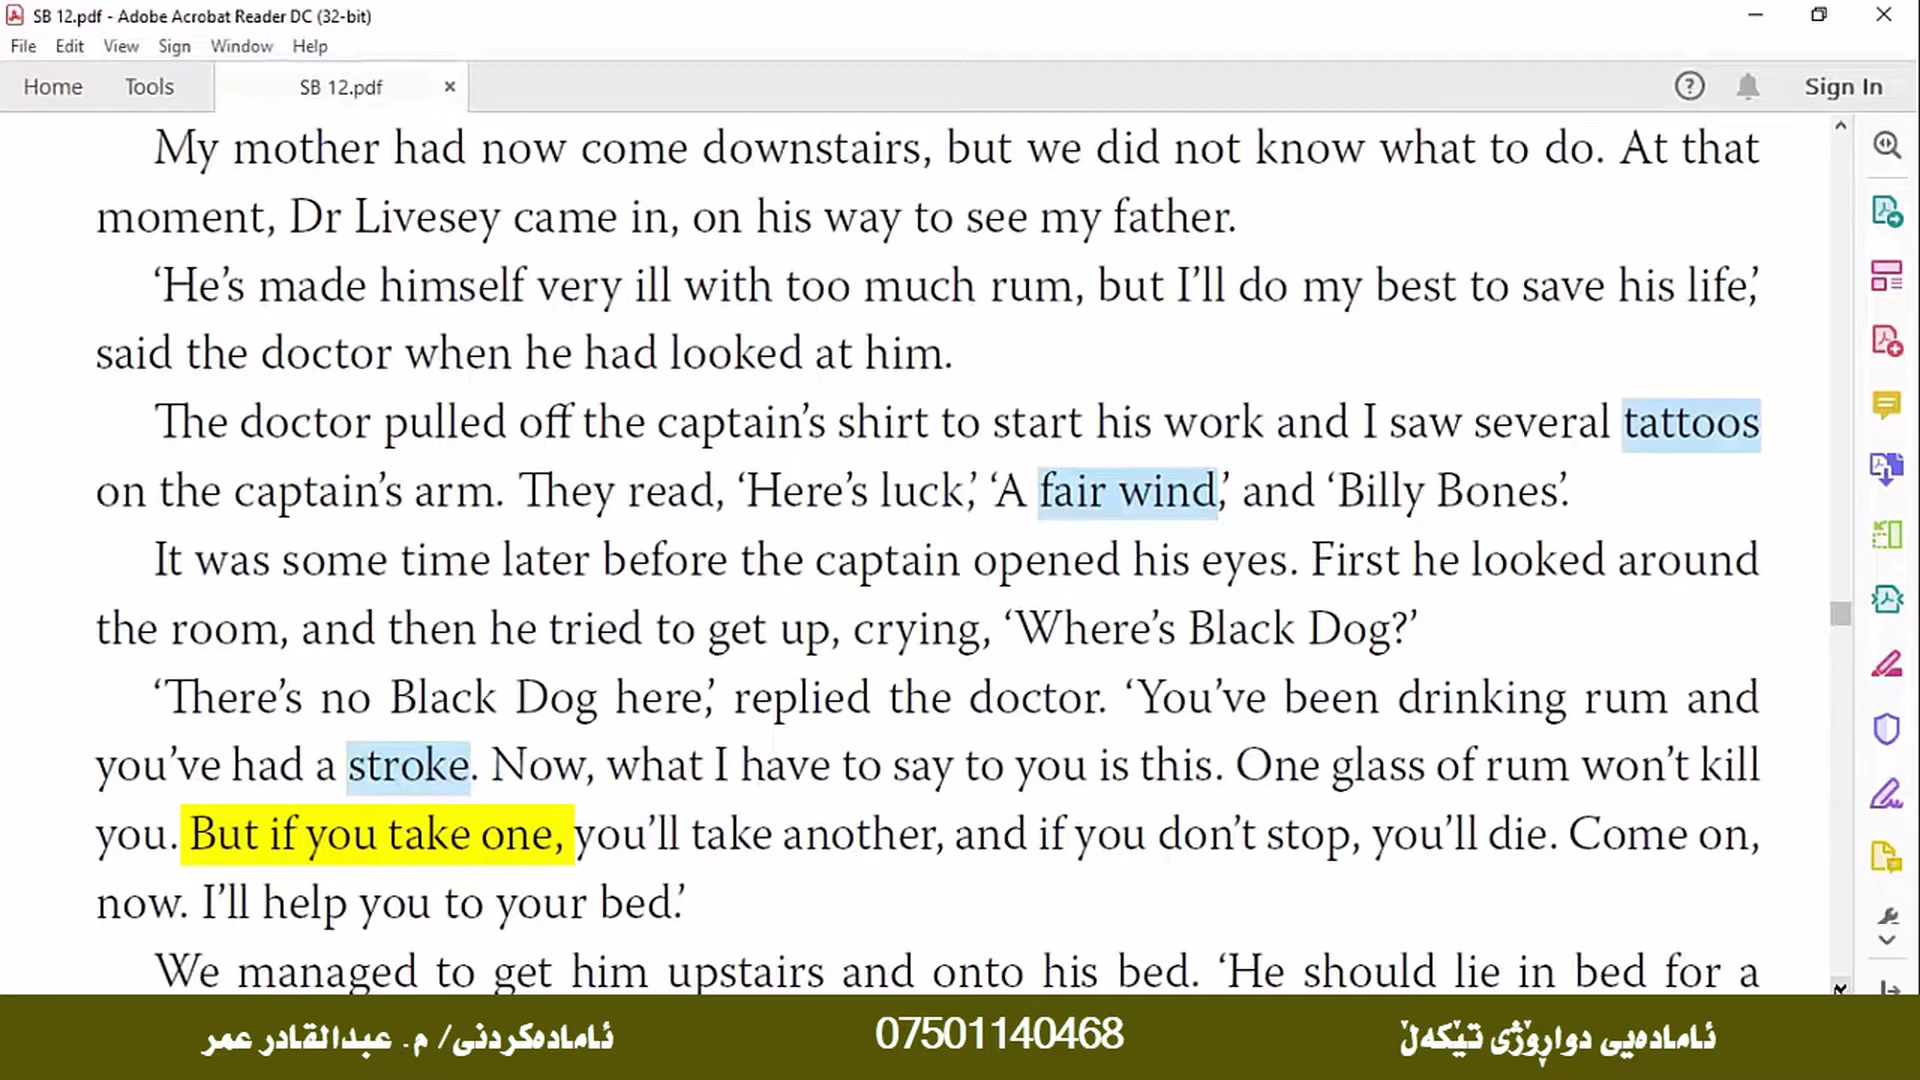 SB 12.pdf - Adobe Acrobat Reader DC (32-bit)
File Edit View Sign Window Help
Home Tools SB 12.pdf × Sign In
My mother had now come downstairs, but we did not know what to do. At that
moment, Dr Livesey came in, on his way to see my father.
‘He’s made himself very ill with too much rum, but I’ll do my best to save his life,’
said the doctor when he had looked at him.
The doctor pulled off the captain’s shirt to start his work and I saw several tattoos
on the captain’s arm. They read, ‘Here’s luck,’ ‘A fair wind,’ and ‘Billy Bones’.
It was some time later before the captain opened his eyes. First he looked around
the room, and then he tried to get up, crying, ‘Where’s Black Dog?’
‘There’s no Black Dog here,’ replied the doctor. ‘You’ve been drinking rum and
you’ve had a stroke. Now, what I have to say to you is this. One glass of rum won’t kill
you. But if you take one, you’ll take another, and if you don’t stop, you’ll die. Come on,
now. I’ll help you to your bed.’
We managed to get him upstairs and onto his bed. ‘He should lie in bed for a
ئامادەیی دواڕۆژی تێکەڵ 07501140468 ئامادەکردنی/ م. عبدالقادر عمر